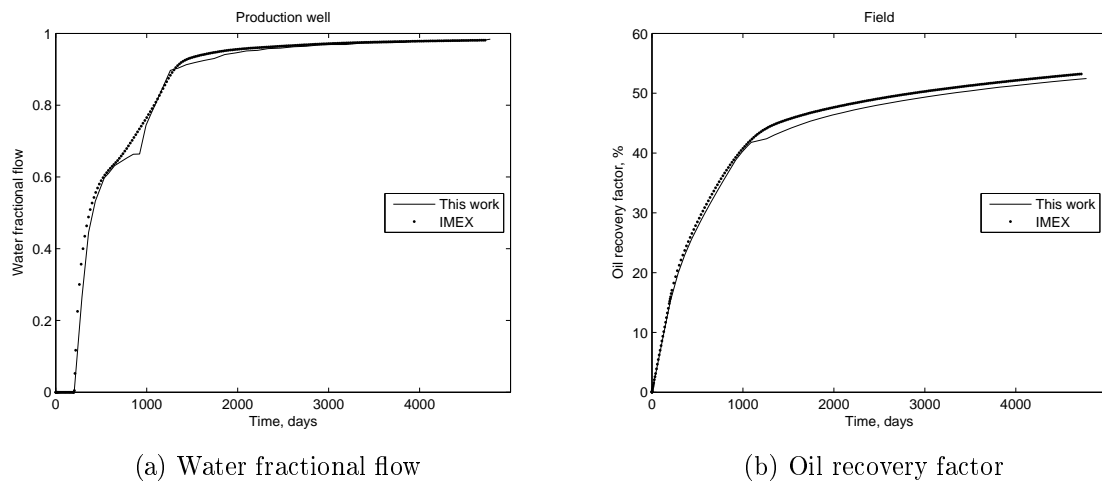 Production well
1
0.8
0.6
0.4
0.2
0
Water fractional flow
0 1000 2000 3000 4000
Time, days
This work
IMEX
(a) Water fractional flow
Field
60
50
40
30
20
10
0
Oil recovery factor, %
0 1000 2000 3000 4000
Time, days
This work
IMEX
(b) Oil recovery factor